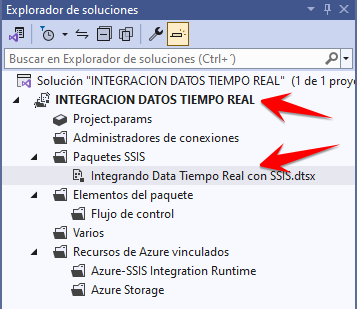 Explorador de soluciones
Buscar en Explorador de soluciones (Ctrl+´)
Solución "INTEGRACION DATOS TIEMPO REAL" (1 de 1 proye
INTEGRACION DATOS TIEMPO REAL
Project.params
Administradores de conexiones
Paquetes SSIS
Integrando Data Tiempo Real con SSIS.dtsx
Elementos del paquete
Flujo de control
Varios
Recursos de Azure vinculados
Azure-SSIS Integration Runtime
Azure Storage